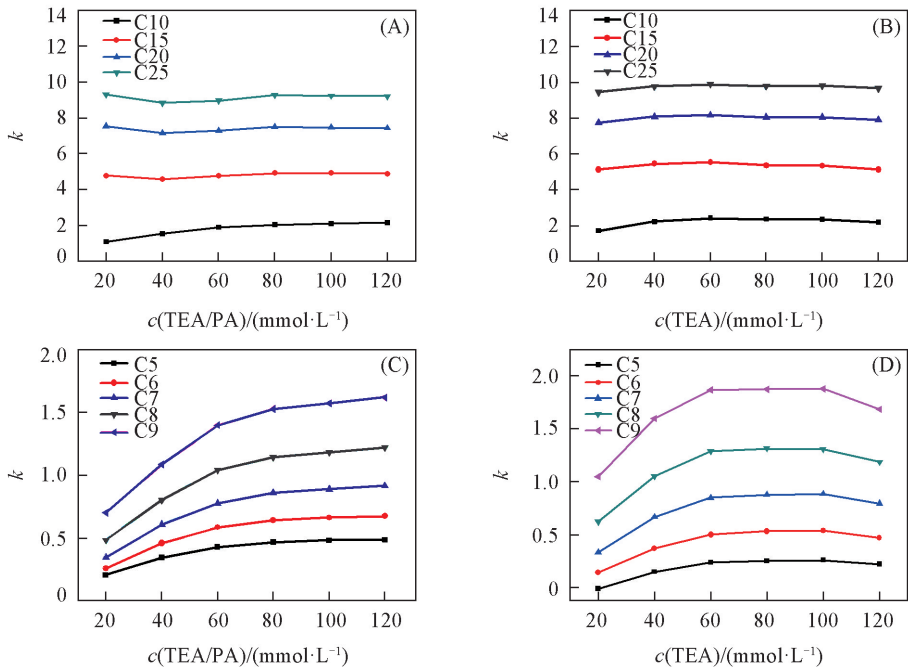 (A)
C10
C15
C20
C25
14
12
10
8
6
4
2
0
k
20 40 60 80 100 120
c(TEA/PA)/(mmol·L⁻¹)
(B)
C10
C15
C20
C25
14
12
10
8
6
4
2
0
k
20 40 60 80 100 120
c(TEA)/(mmol·L⁻¹)
(C)
C5
C6
C7
C8
C9
2.0
1.5
1.0
0.5
0
k
20 40 60 80 100 120
c(TEA/PA)/(mmol·L⁻¹)
(D)
C5
C6
C7
C8
C9
2.0
1.5
1.0
0.5
0
k
20 40 60 80 100 120
c(TEA)/(mmol·L⁻¹)